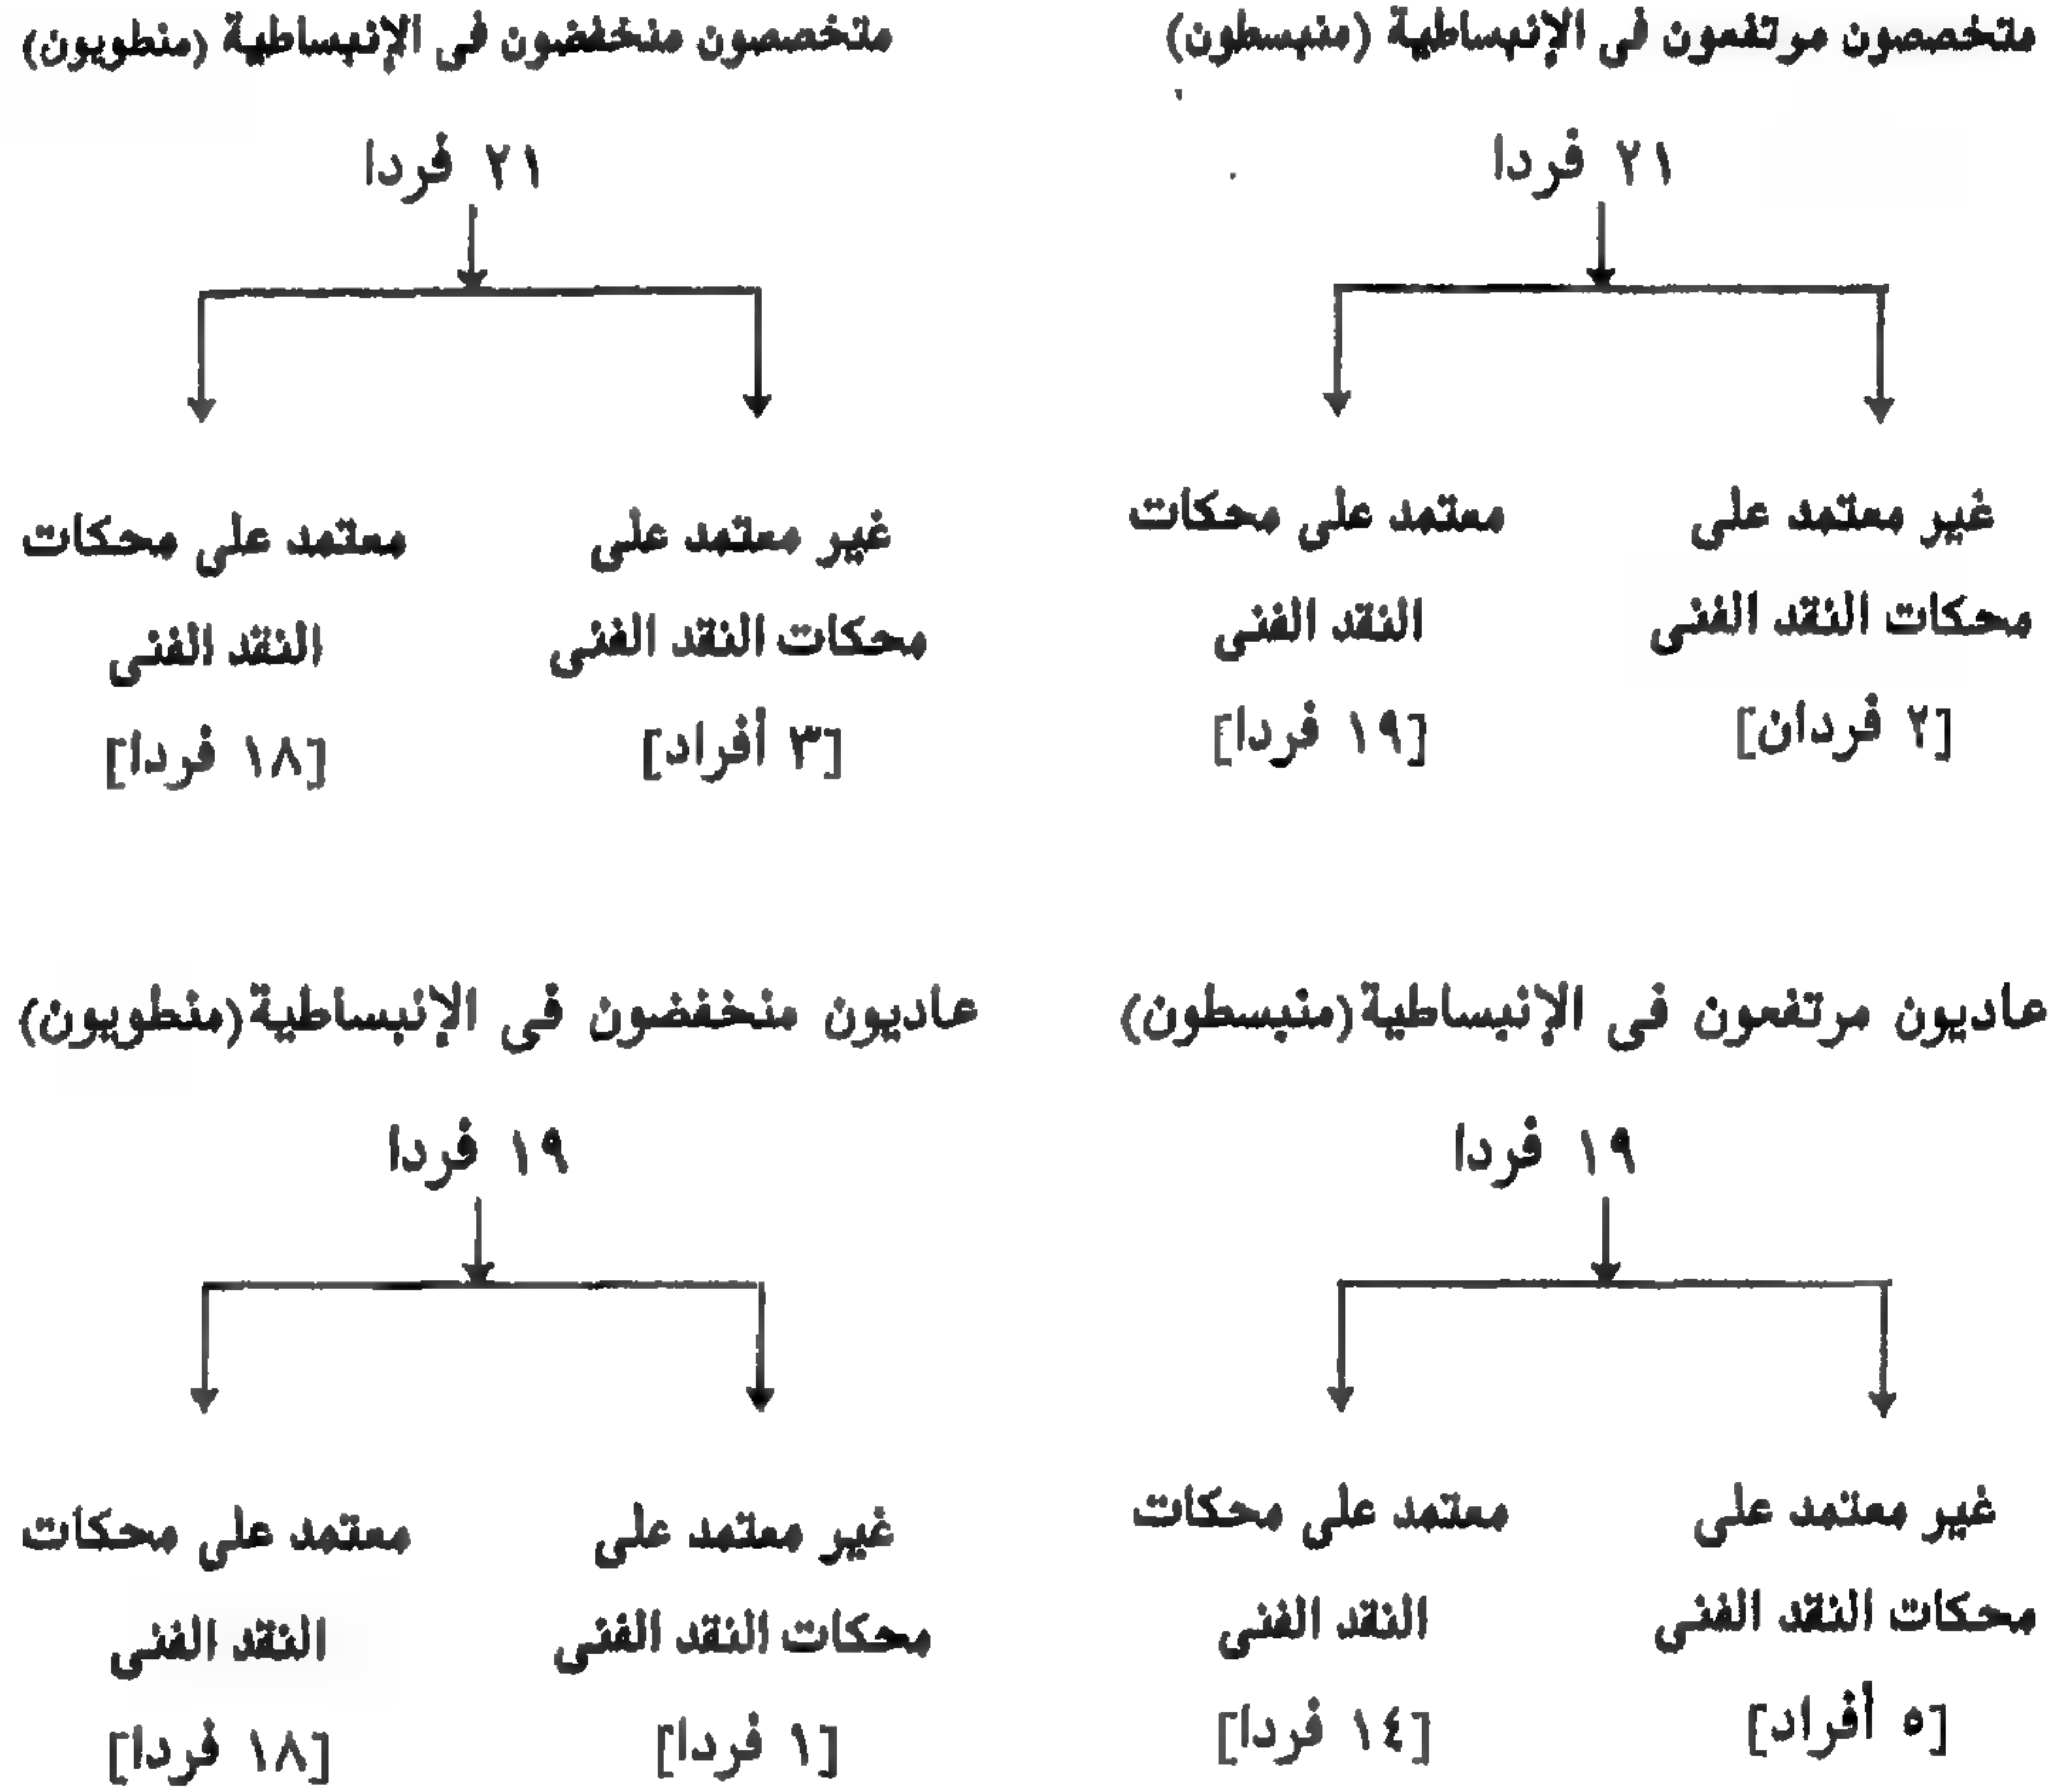 متخصصون مرتفعون فى الإنبساطية (منبسطون)
٢١ فردا
غير معتمد على
محكات النقد الفنى
[٢ فردان]
معتمد على محكات
النقد الفنى
[١٩ فردا]
متخصصون منخفضون فى الإنبساطية (منطويون)
٢١ فردا
غير معتمد على
محكات النقد الفنى
[٣ أفراد]
معتمد على محكات
النقد الفنى
[١٨ فردا]
عاديون مرتفعون فى الإنبساطية (منبسطون)
١٩ فردا
غير معتمد على
محكات النقد الفنى
[٥ أفراد]
معتمد على محكات
النقد الفنى
[١٤ فردا]
عاديون منخفضون فى الإنبساطية (منطويون)
١٩ فردا
غير معتمد على
محكات النقد الفنى
[١ فردا]
معتمد على محكات
النقد الفنى
[١٨ فردا]